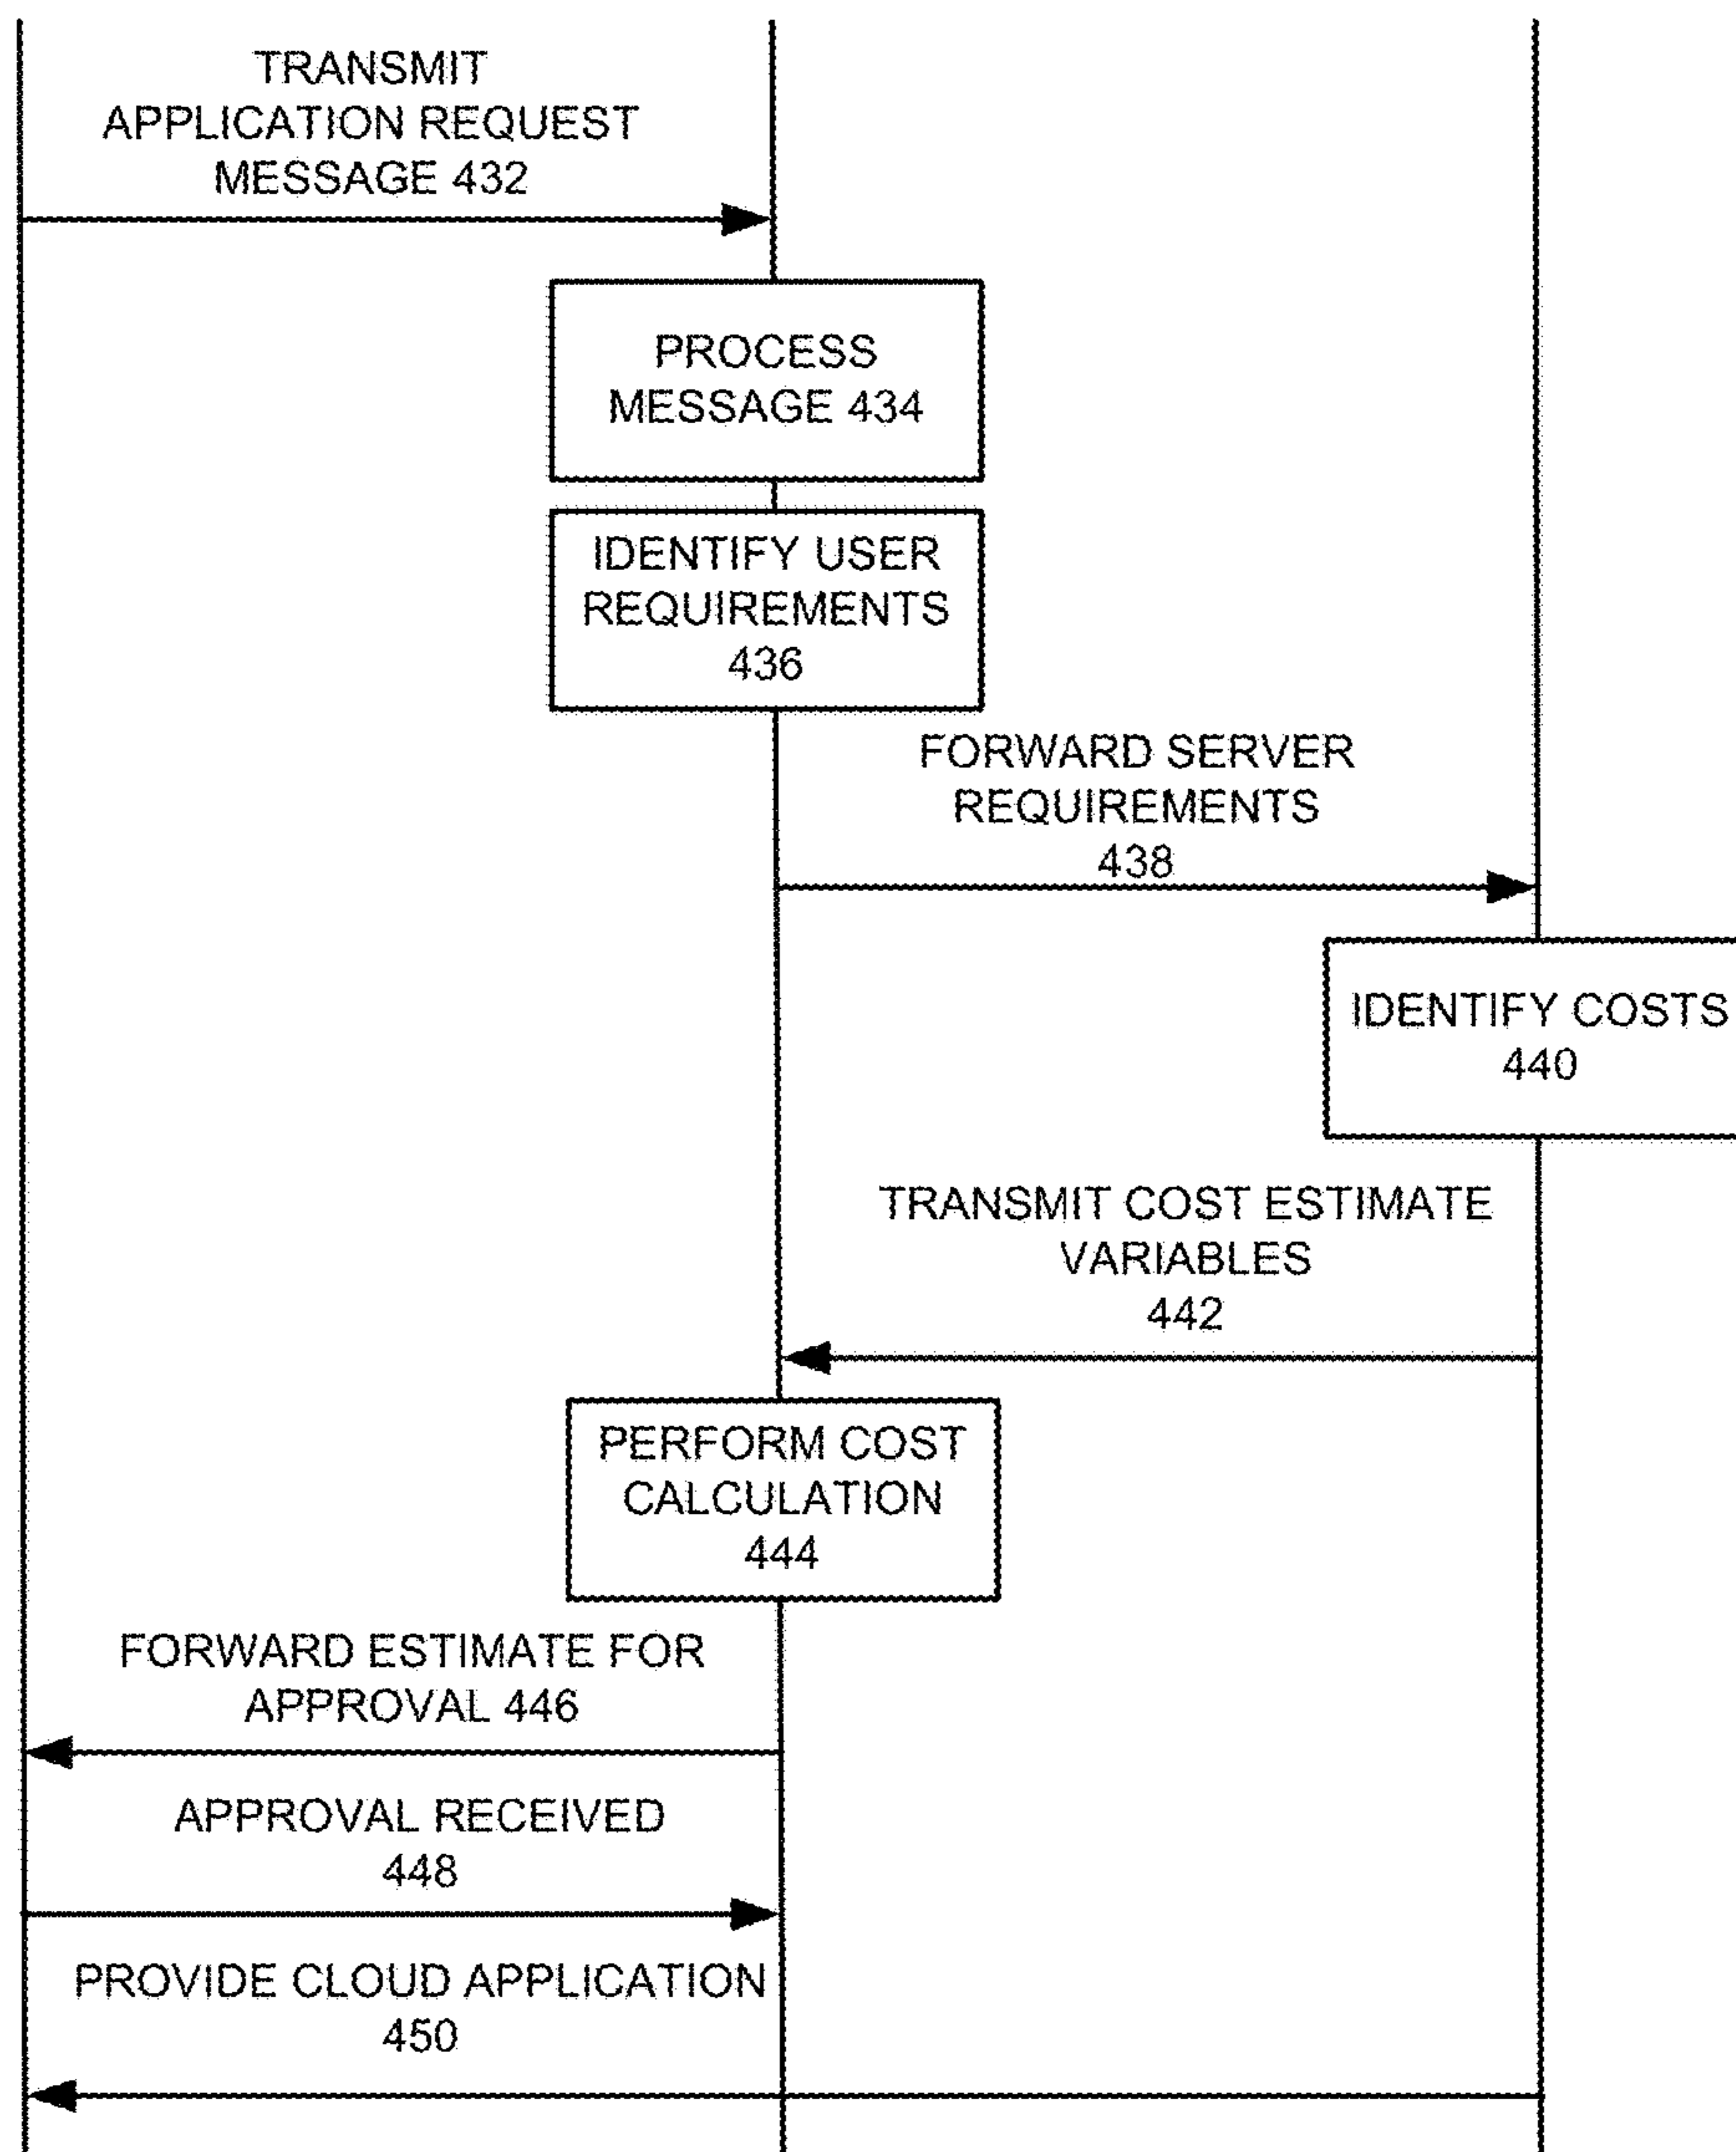 TRANSMIT
APPLICATION REQUEST
MESSAGE 432
PROCESS
MESSAGE 434
IDENTIFY USER
REQUIREMENTS
436
FORWARD SERVER
REQUIREMENTS
438
IDENTIFY COSTS
440
TRANSMIT COST ESTIMATE
VARIABLES
442
PERFORM COST
CALCULATION
444
FORWARD ESTIMATE FOR
APPROVAL 446
APPROVAL RECEIVED
448
PROVIDE CLOUD APPLICATION
450